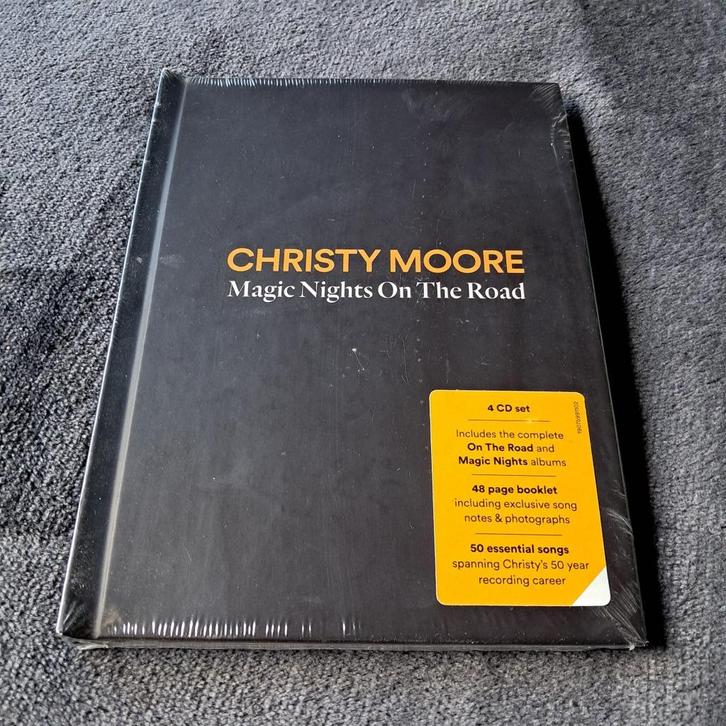 CHRISTY MOORE
Magic Nights On The Road
4 CD set
Includes the complete
On The Road and
Magic Nights albums
48 page booklet
including exclusive song
notes & photographs
50 essential songs
spanning Christy's 50 year
recording career